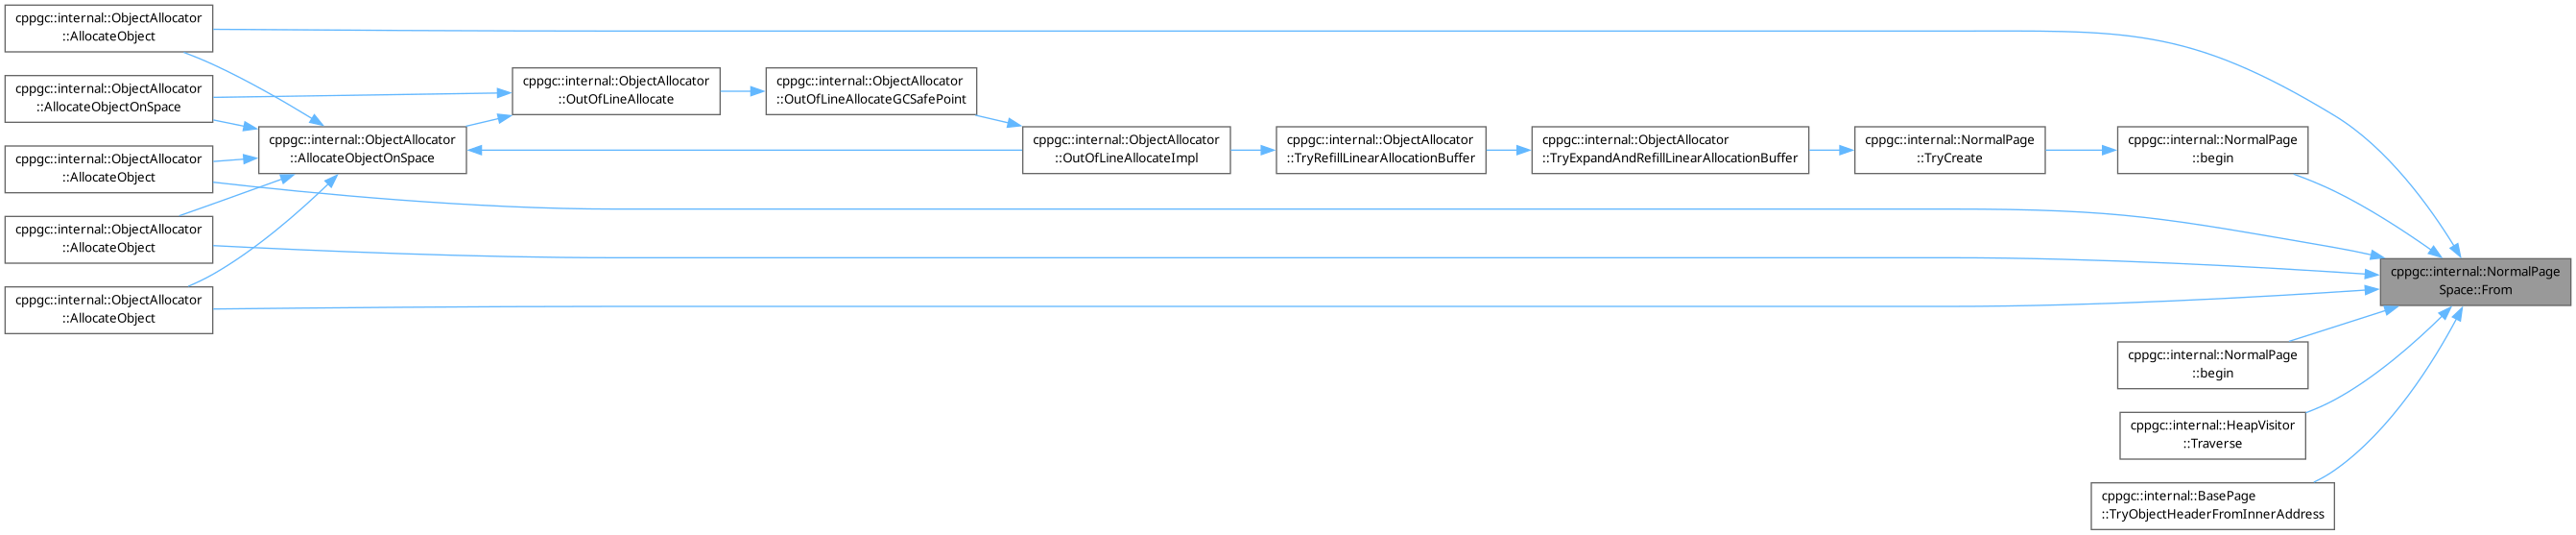 cppgc::internal::ObjectAllocator
::AllocateObject
cppgc::internal::ObjectAllocator
::AllocateObjectOnSpace
cppgc::internal::ObjectAllocator
::AllocateObject
cppgc::internal::ObjectAllocator
::AllocateObject
cppgc::internal::ObjectAllocator
::AllocateObject
cppgc::internal::ObjectAllocator
::AllocateObjectOnSpace
cppgc::internal::ObjectAllocator
::OutOfLineAllocate
cppgc::internal::ObjectAllocator
::OutOfLineAllocateGCSafePoint
cppgc::internal::ObjectAllocator
::OutOfLineAllocateImpl
cppgc::internal::ObjectAllocator
::TryRefillLinearAllocationBuffer
cppgc::internal::ObjectAllocator
::TryExpandAndRefillLinearAllocationBuffer
cppgc::internal::NormalPage
::TryCreate
cppgc::internal::NormalPage
::begin
cppgc::internal::NormalPage
Space::From
cppgc::internal::NormalPage
::begin
cppgc::internal::HeapVisitor
::Traverse
cppgc::internal::BasePage
::TryObjectHeaderFromInnerAddress